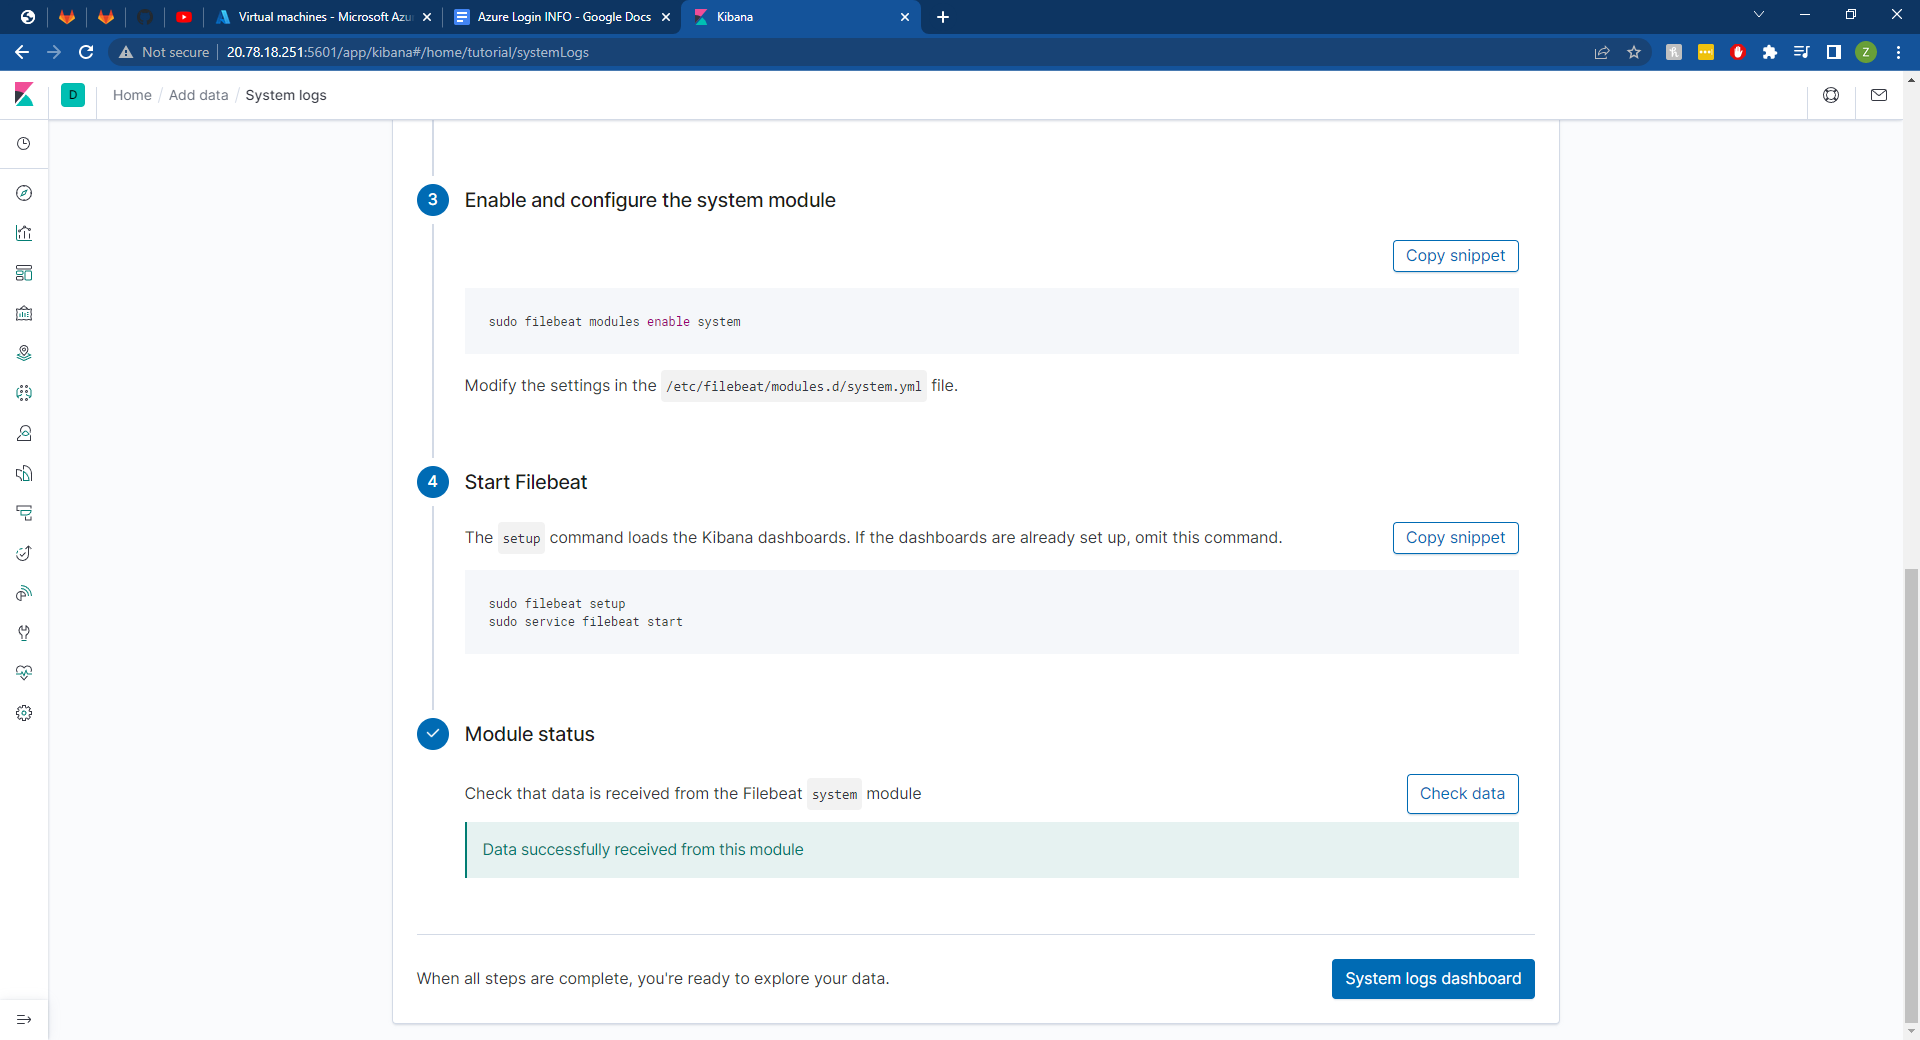 Virtual machines - Microsoft Azu
Azure Login INFO - Google Docs
Kibana
Not secure
20.78.18.251:5601/app/kibana#/home/tutorial/systemLogs
Z
D
Home / Add data / System logs
3
Enable and configure the system module
Copy snippet
sudo filebeat modules enable system
Modify the settings in the /etc/filebeat/modules.d/system.yml file.
4
Start Filebeat
The setup command loads the Kibana dashboards. If the dashboards are already set up, omit this command.
Copy snippet
sudo filebeat setup
sudo service filebeat start
Module status
Check that data is received from the Filebeat system module
Check data
Data successfully received from this module
When all steps are complete, you're ready to explore your data.
System logs dashboard